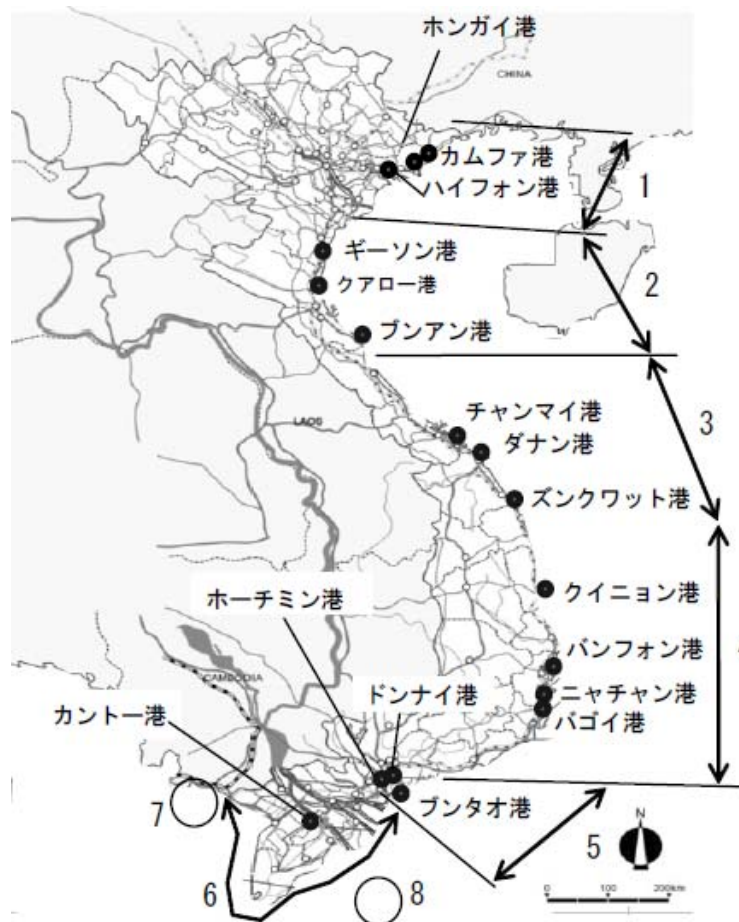 ホンガイ港
CHINA
カムファ港
ハイフォン港
1
ギーソン港
2
クアロー港
ブンアン港
チャンマイ港
3
LAOS
ダナン港
ズンクワット港
ホーチミン港
クイニョン港
バンフォン港
CAMBODIA
ドンナイ港
ニャチャン港
カントー港
バゴイ港
7
ブンタオ港
N
5
6
8
0 100 200km